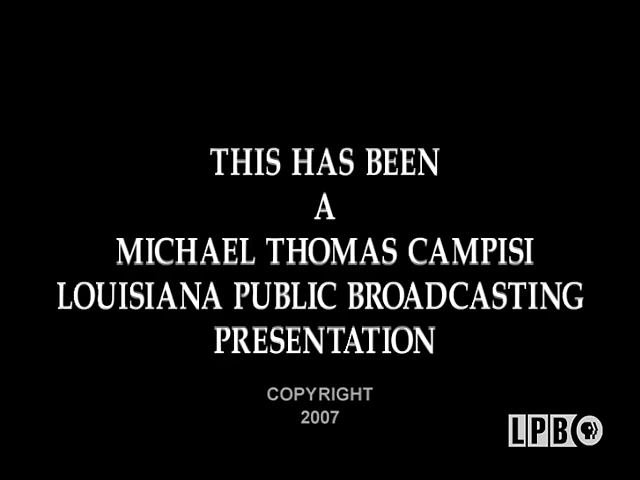 THIS HAS BEEN
A
MICHAEL THOMAS CAMPISI
LOUISIANA PUBLIC BROADCASTING
PRESENTATION
COPYRIGHT
2007
LPB